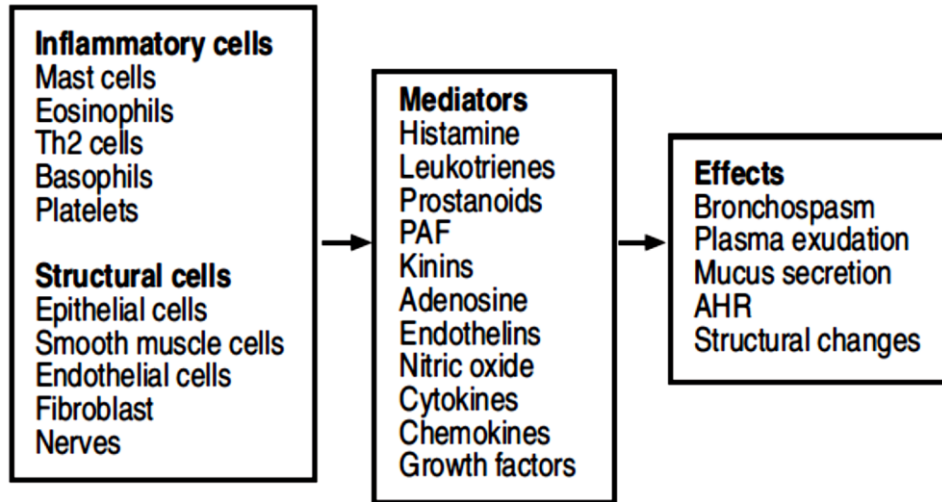 Inflammatory cells
Mast cells
Eosinophils
Th2 cells
Basophils
Platelets
Structural cells
Epithelial cells
Smooth muscle cells
Endothelial cells
Fibroblast
Nerves
Mediators
Histamine
Leukotrienes
Prostanoids
PAF
Kinins
Adenosine
Endothelins
Nitric oxide
Cytokines
Chemokines
Growth factors
Effects
Bronchospasm
Plasma exudation
Mucus secretion
AHR
Structural changes